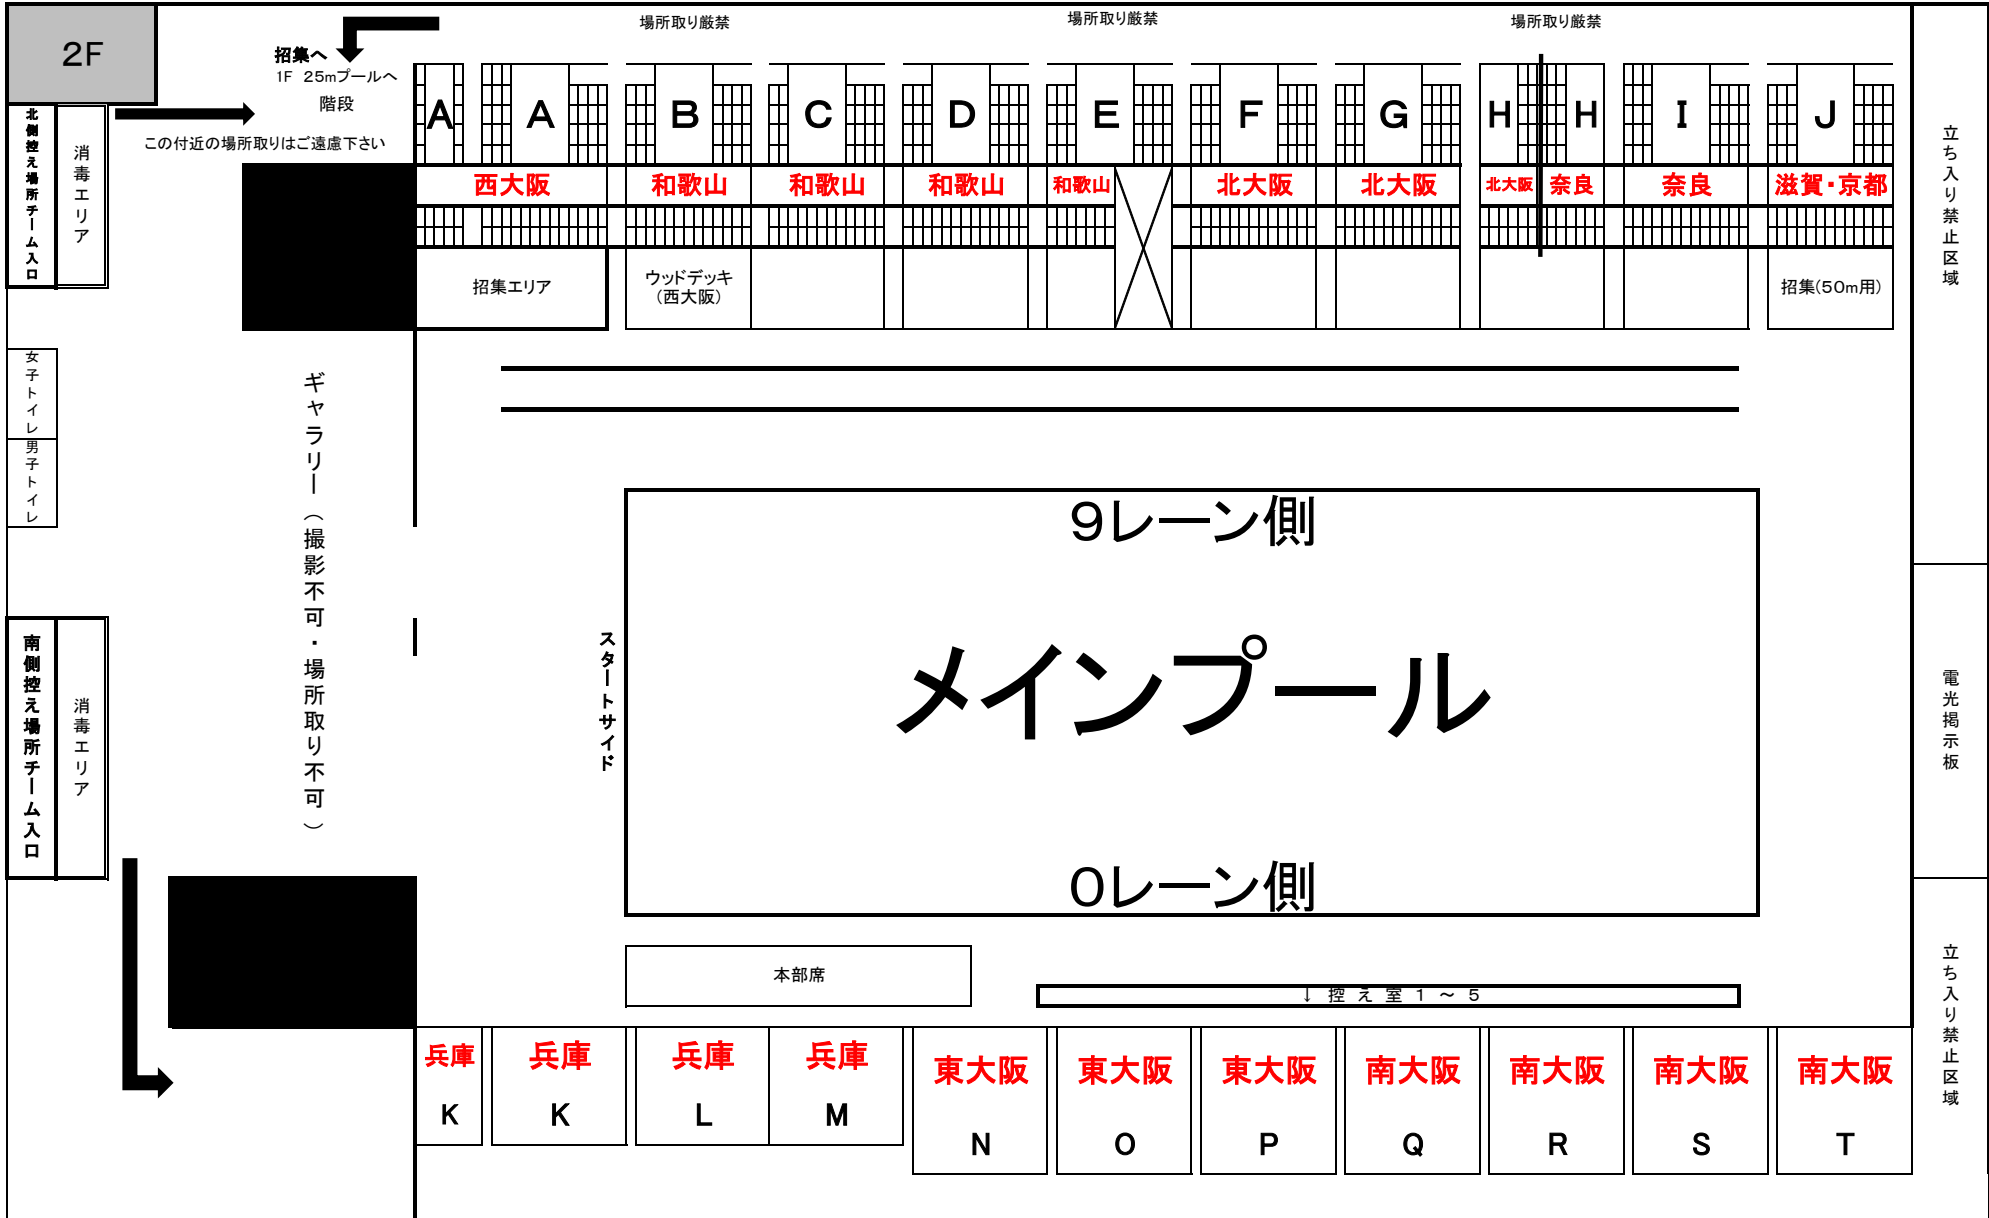 2F
場所取り厳禁
場所取り厳禁
場所取り厳禁
招集へ
1F 25mプールへ
階段
この付近の場所取りはご遠慮下さい
北側控え場所チーム入口
消毒エリア
A
A
B
C
D
E
F
G
H
H
I
J
西大阪
和歌山
和歌山
和歌山
和歌山
北大阪
北大阪
北大阪
奈良
奈良
滋賀・京都
招集エリア
ウッドデッキ
(西大阪)
招集(50m用)
立ち入り禁止区域
女子トイレ
男子トイレ
ギャラリー(撮影不可・場所取り不可)
9レーン側
スタートサイド
メインプール
0レーン側
電光掲示板
南側控え場所チーム入口
消毒エリア
本部席
↓ 控え室1～5
立ち入り禁止区域
兵庫
K
兵庫
K
兵庫
L
兵庫
M
東大阪
N
東大阪
O
東大阪
P
南大阪
Q
南大阪
R
南大阪
S
南大阪
T